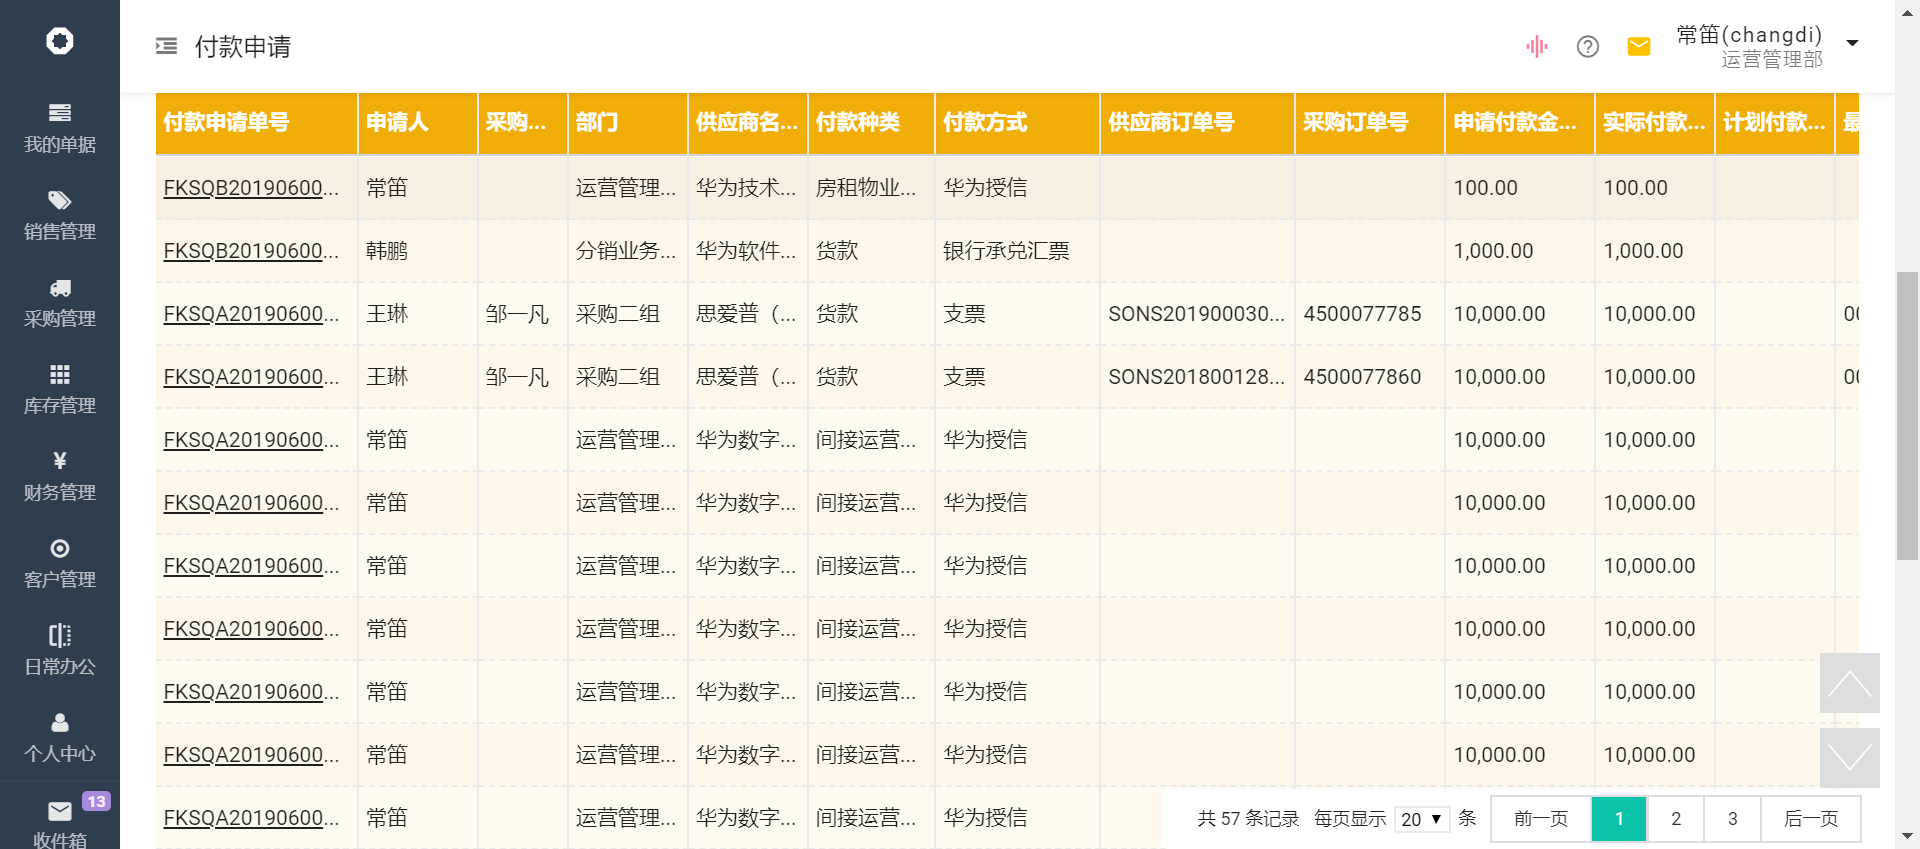 付款申请
常笛(changdi)
运营管理部
我的单据
销售管理
采购管理
库存管理
财务管理
客户管理
日常办公
个人中心
13
收件箱
付款申请单号 申请人 采购... 部门 供应商名... 付款种类 付款方式 供应商订单号 采购订单号 申请付款金... 实际付款... 计划付款...
FKSQB20190600... 常笛 运营管理... 华为技术... 房租物业... 华为授信 100.00 100.00
FKSQB20190600... 韩鹏 分销业务... 华为软件... 货款 银行承兑汇票 1,000.00 1,000.00
FKSQA20190600... 王琳 邹一凡 采购二组 思爱普（... 货款 支票 SONS201900030... 4500077785 10,000.00 10,000.00 00
FKSQA20190600... 王琳 邹一凡 采购二组 思爱普（... 货款 支票 SONS201800128... 4500077860 10,000.00 10,000.00 00
FKSQA20190600... 常笛 运营管理... 华为数字... 间接运营... 华为授信 10,000.00 10,000.00
FKSQA20190600... 常笛 运营管理... 华为数字... 间接运营... 华为授信 10,000.00 10,000.00
FKSQA20190600... 常笛 运营管理... 华为数字... 间接运营... 华为授信 10,000.00 10,000.00
FKSQA20190600... 常笛 运营管理... 华为数字... 间接运营... 华为授信 10,000.00 10,000.00
FKSQA20190600... 常笛 运营管理... 华为数字... 间接运营... 华为授信 10,000.00 10,000.00
FKSQA20190600... 常笛 运营管理... 华为数字... 间接运营... 华为授信 10,000.00 10,000.00
FKSQA20190600... 常笛 运营管理... 华为数字... 间接运营... 华为授信
共 57 条记录 每页显示 20 条 前一页 1 2 3 后一页